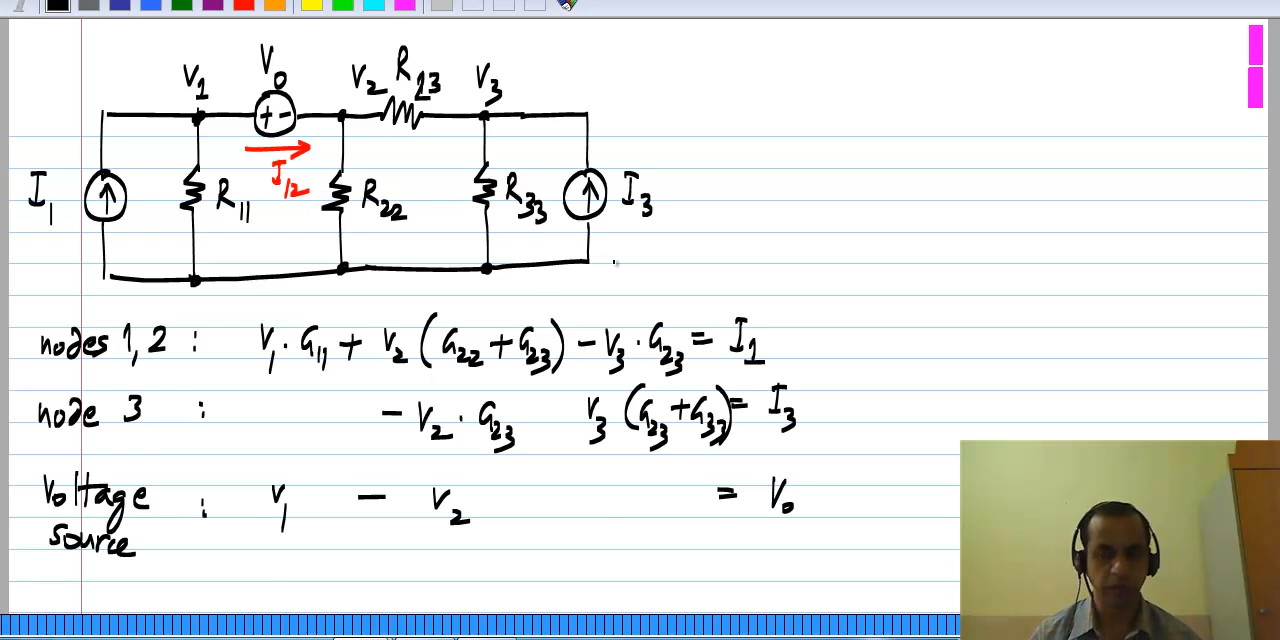 V1 V0 V2 R23 V3
+ -
I1 R11 I12 R22 R33 I3
nodes 1, 2 : V1 · G11 + V2 (G22 + G23) - V3 · G23 = I1
node 3 : - V2 · G23 V3 (G23 + G33) = I3
Voltage : V1 - V2 = V0
source